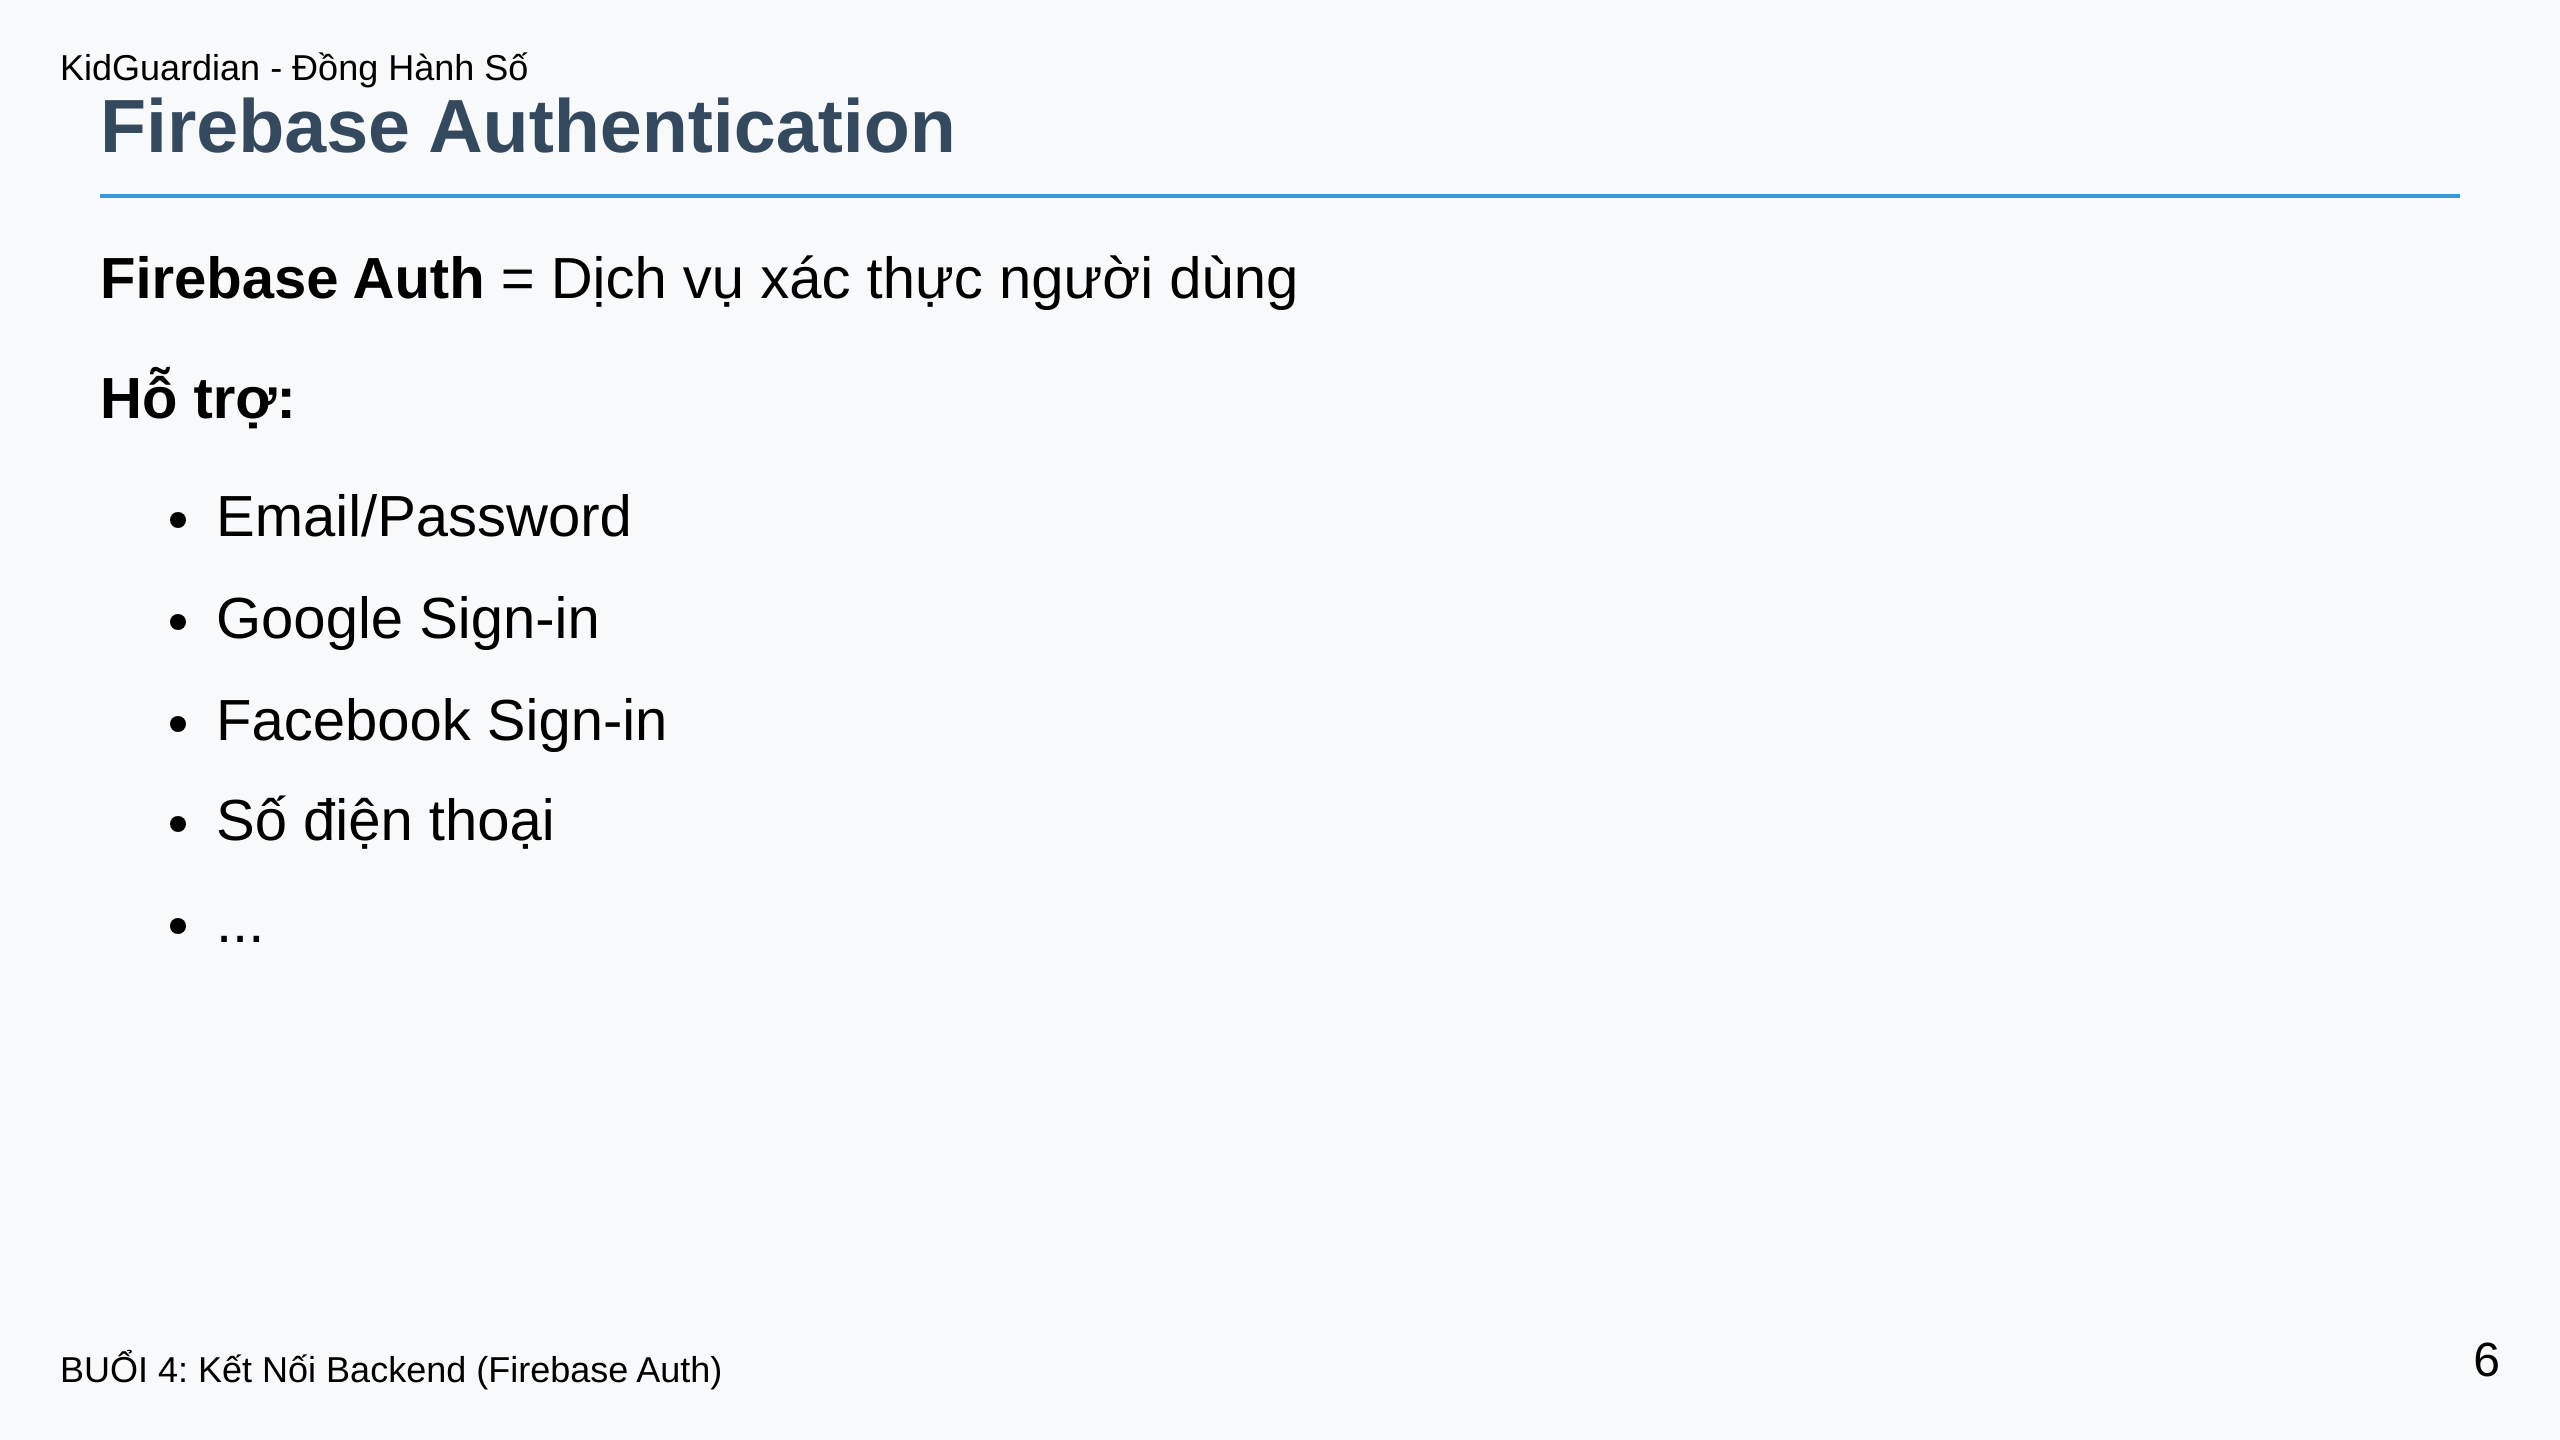 KidGuardian - Đồng Hành Số
Firebase Authentication
Firebase Auth = Dịch vụ xác thực người dùng
Hỗ trợ:
• Email/Password
• Google Sign-in
• Facebook Sign-in
• Số điện thoại
• ...
BUỔI 4: Kết Nối Backend (Firebase Auth)
6